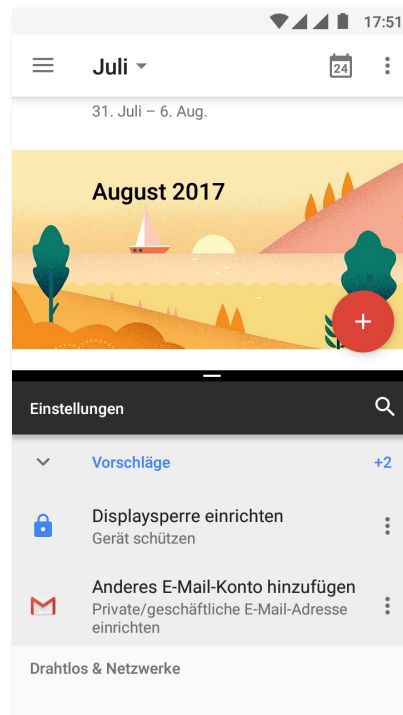 17:51
Juli
24
31. Juli – 6. Aug.
August 2017
Einstellungen
Vorschläge
+2
Displaysperre einrichten
Gerät schützen
Anderes E-Mail-Konto hinzufügen
Private/geschäftliche E-Mail-Adresse
einrichten
Drahtlos & Netzwerke